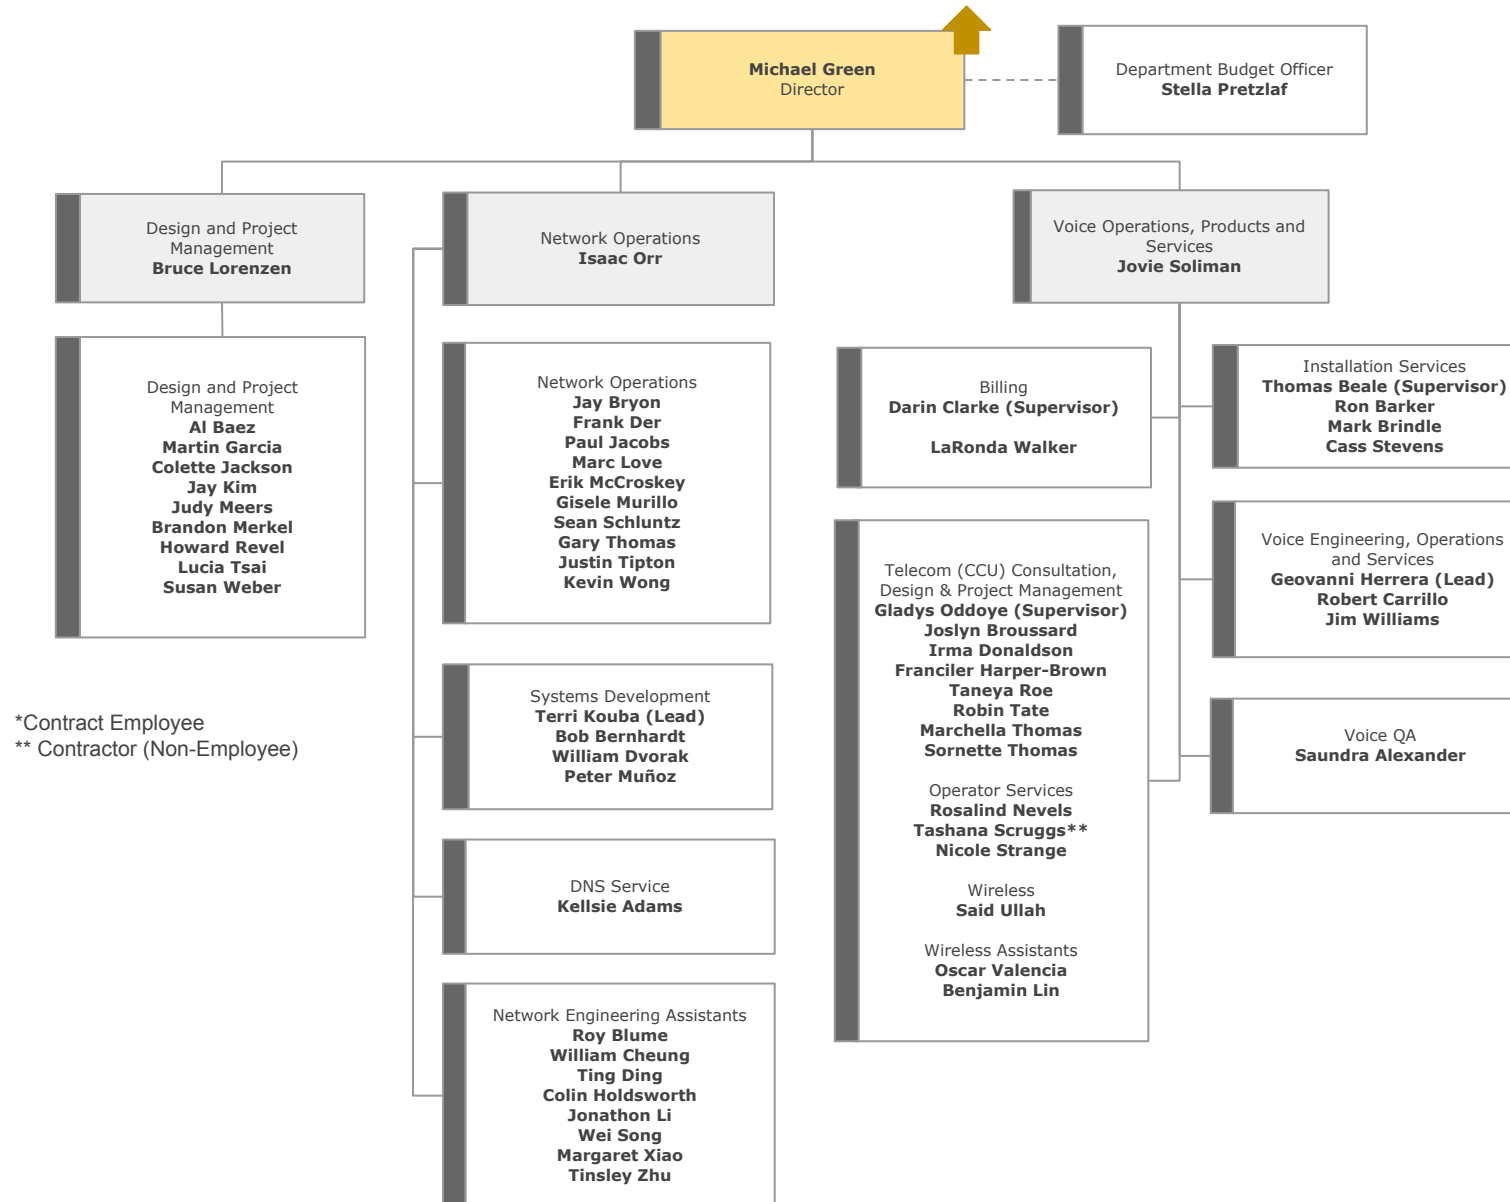 Michael Green
Director
Department Budget Officer
Stella Pretzlaf
Design and Project
Management
Bruce Lorenzen
Network Operations
Isaac Orr
Voice Operations, Products and
Services
Jovie Soliman
Design and Project
Management
Al Baez
Martin Garcia
Colette Jackson
Jay Kim
Judy Meers
Brandon Merkel
Howard Revel
Lucia Tsai
Susan Weber
*Contract Employee
** Contractor (Non-Employee)
Network Operations
Jay Bryon
Frank Der
Paul Jacobs
Marc Love
Erik McCroskey
Gisele Murillo
Sean Schluntz
Gary Thomas
Justin Tipton
Kevin Wong
Systems Development
Terri Kouba (Lead)
Bob Bernhardt
William Dvorak
Peter Muñoz
DNS Service
Kellsie Adams
Network Engineering Assistants
Roy Blume
William Cheung
Ting Ding
Colin Holdsworth
Jonathon Li
Wei Song
Margaret Xiao
Tinsley Zhu
Billing
Darin Clarke (Supervisor)
LaRonda Walker
Telecom (CCU) Consultation,
Design & Project Management
Gladys Oddoye (Supervisor)
Joslyn Broussard
Irma Donaldson
Franciler Harper-Brown
Taneya Roe
Robin Tate
Marchella Thomas
Sornette Thomas
Operator Services
Rosalind Nevels
Tashana Scruggs**
Nicole Strange
Wireless
Said Ullah
Wireless Assistants
Oscar Valencia
Benjamin Lin
Installation Services
Thomas Beale (Supervisor)
Ron Barker
Mark Brindle
Cass Stevens
Voice Engineering, Operations
and Services
Geovanni Herrera (Lead)
Robert Carrillo
Jim Williams
Voice QA
Saundra Alexander